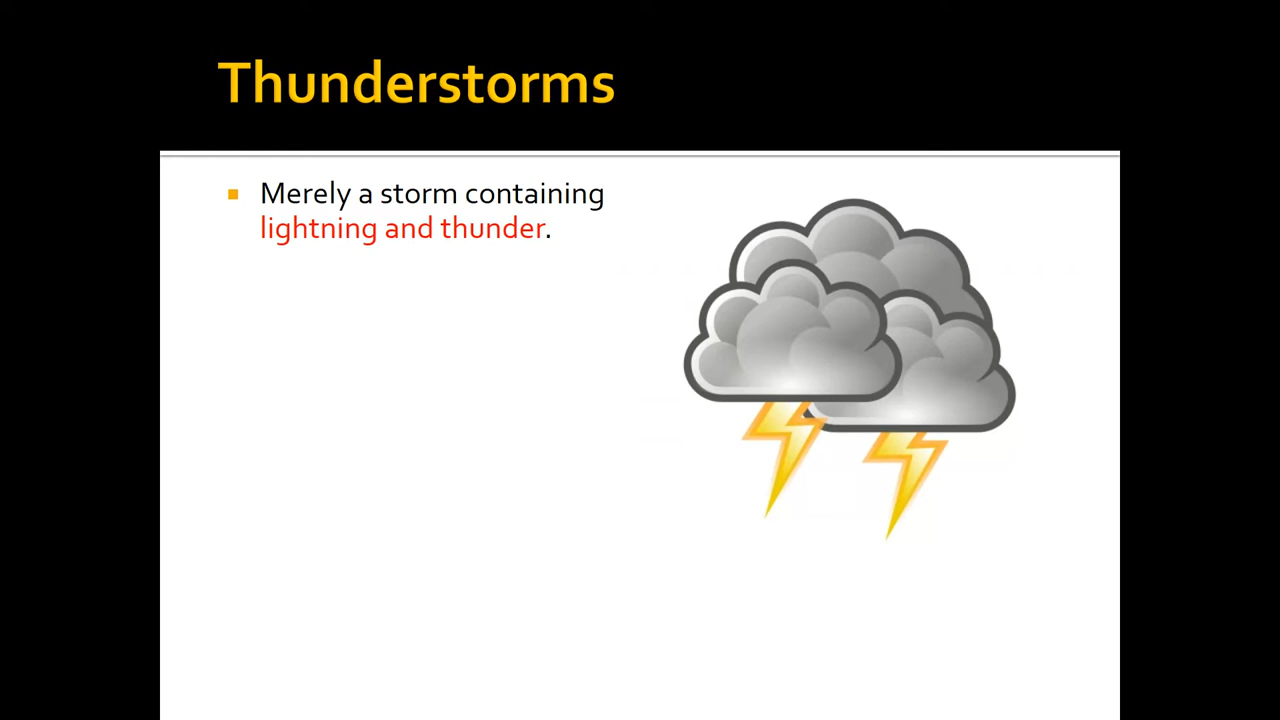 Thunderstorms
Merely a storm containing
lightning and thunder.